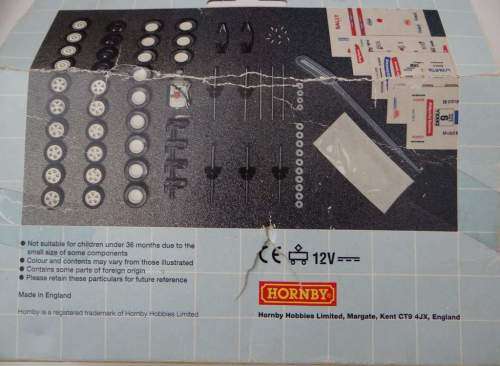 RALLY
● Not suitable for children under 36 months due to the
small size of some components
● Colour and contents may vary from those illustrated
● Contains some parts of foreign origin
● Please retain these particulars for future reference
Made in England
Hornby is a registered trademark of Hornby Hobbies Limited
CE 12V
HORNBY
Hornby Hobbies Limited, Margate, Kent CT9 4JX, England